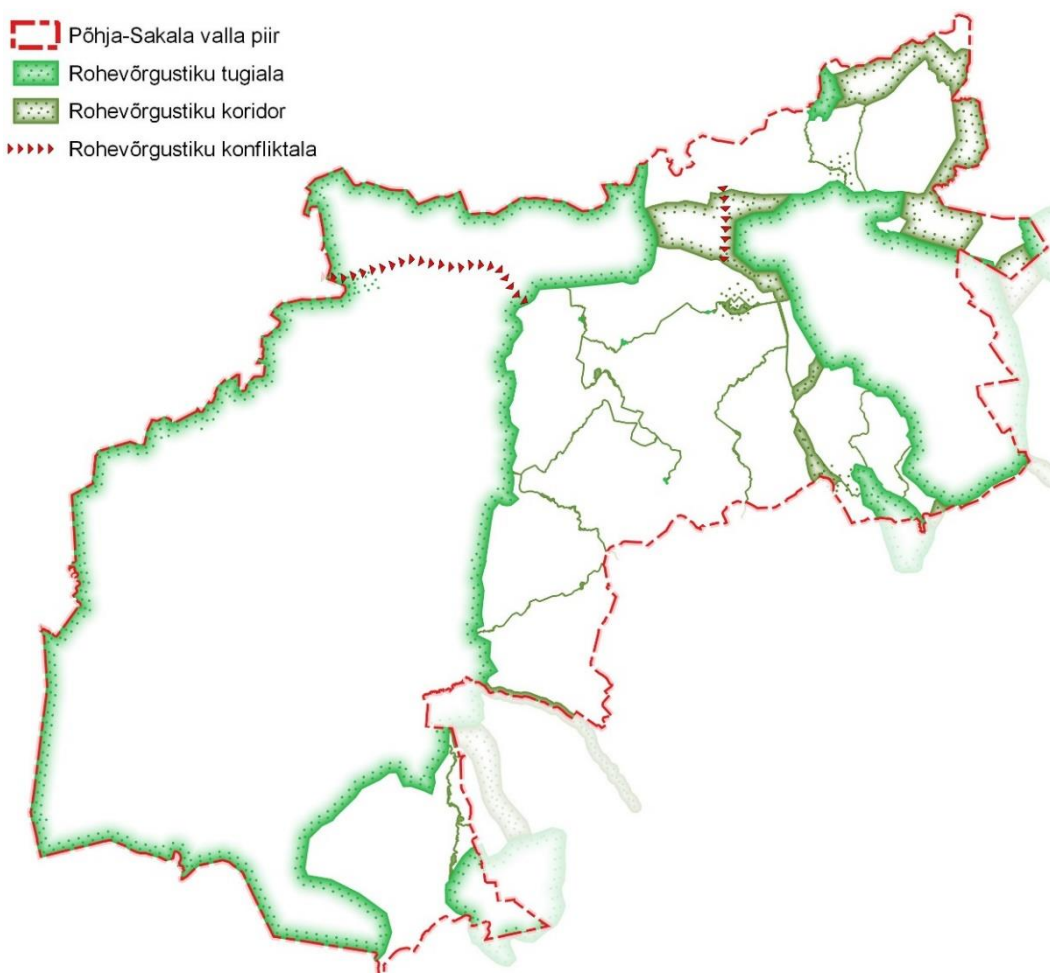 Põhja-Sakala valla piir
Rohevõrgustiku tugiala
Rohevõrgustiku koridor
Rohevõrgustiku konfliktala